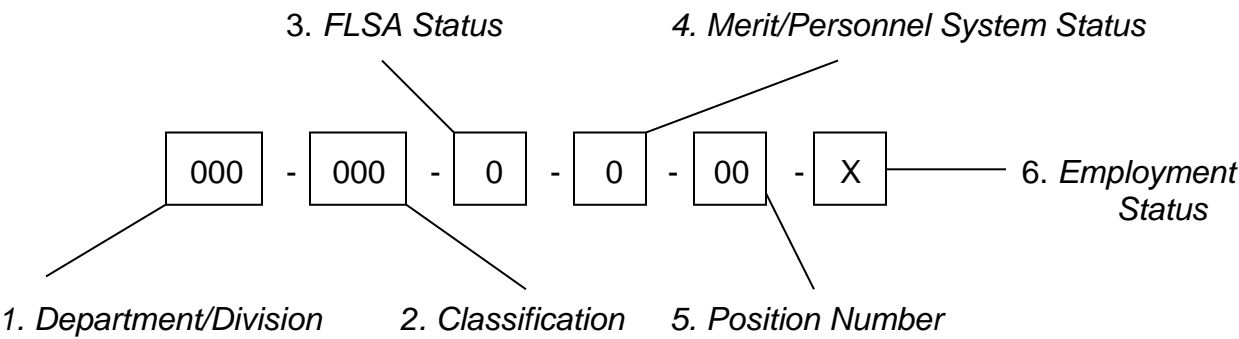 3. FLSA Status 4. Merit/Personnel System Status
000 - 000 - 0 - 0 - 00 - X 6. Employment
Status
1. Department/Division 2. Classification 5. Position Number